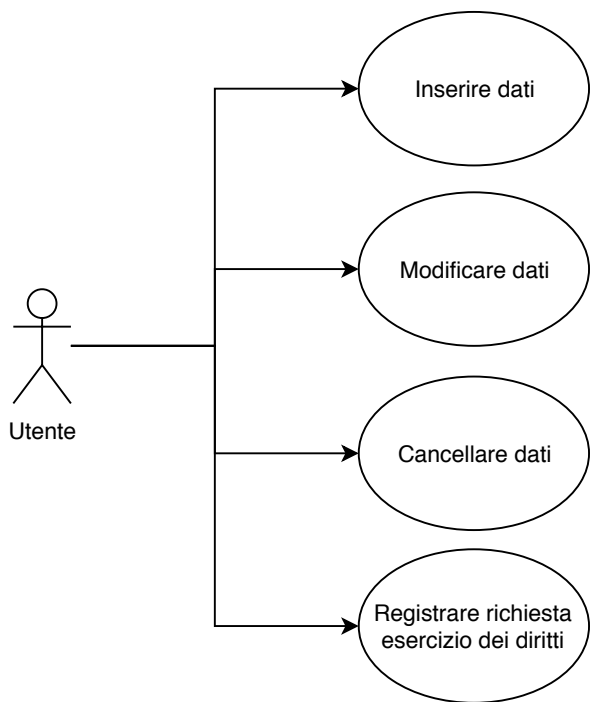 Inserire dati
Modificare dati
Utente
Cancellare dati
Registrare richiesta
esercizio dei diritti